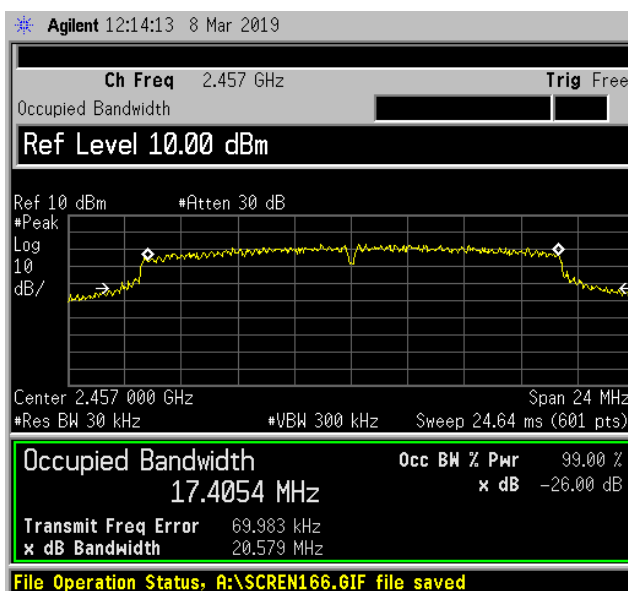 Agilent 12:14:13 8 Mar 2019
Ch Freq 2.457 GHz Trig Free
Occupied Bandwidth
Ref Level 10.00 dBm
Ref 10 dBm #Atten 30 dB
#Peak
Log
10
dB/
Center 2.457 000 GHz Span 24 MHz
#Res BW 30 kHz #VBW 300 kHz Sweep 24.64 ms (601 pts)
Occupied Bandwidth Occ BW % Pwr 99.00 %
17.4054 MHz x dB -26.00 dB
Transmit Freq Error 69.983 kHz
x dB Bandwidth 20.579 MHz
File Operation Status, A:\SCREN166.GIF file saved